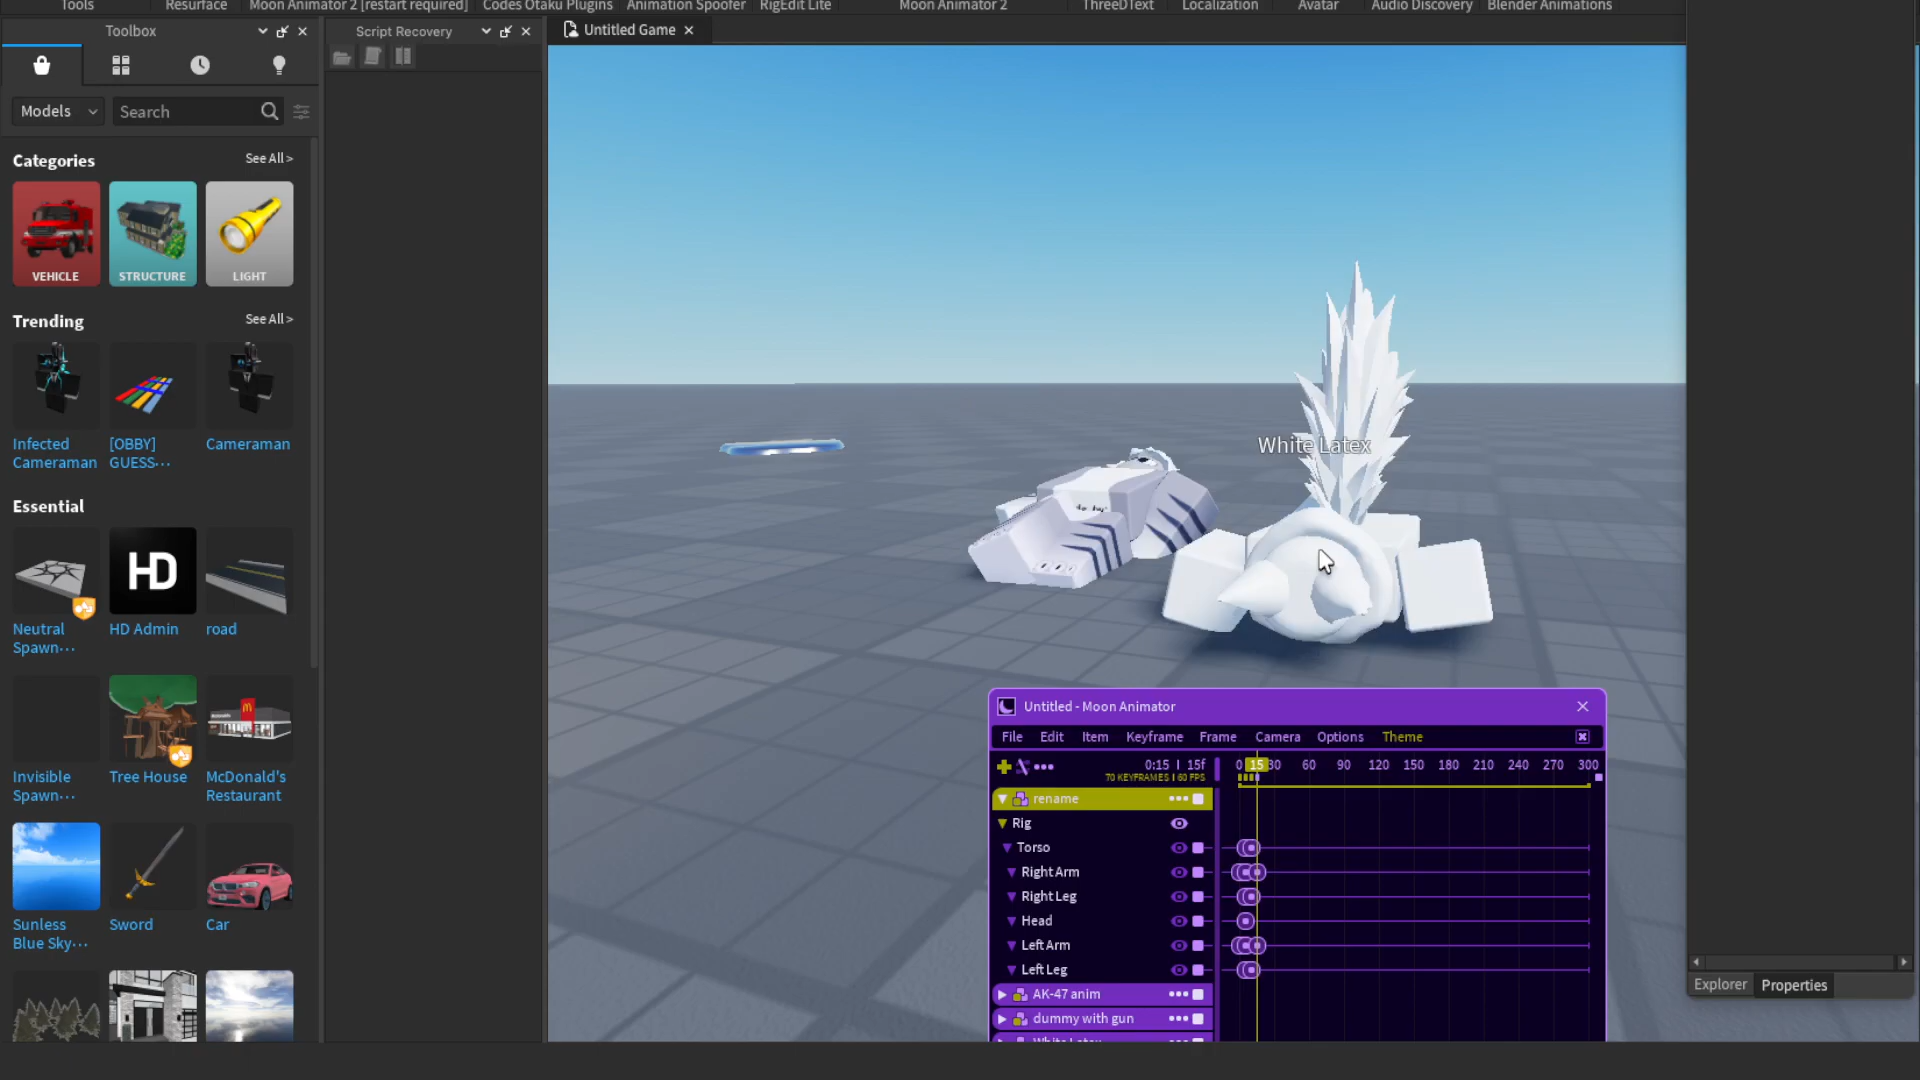 Tools Resurface Moon Animator 2 [restart required] Codes Otaku Plugins Animation Spoofer RigEdit Lite Moon Animator 2 ThreeDText Localization Avatar Audio Discovery Blender Animations
Toolbox
Script Recovery
Untitled Game
Models
Search
Categories
See All >
VEHICLE
STRUCTURE
LIGHT
Trending
See All >
Infected
Cameraman
[OBBY]
GUESS...
Cameraman
Essential
HD
Neutral
Spawn...
HD Admin
road
Invisible
Spawn...
Tree House
McDonald's
Restaurant
Sunless
Blue Sky...
Sword
Car
White Latex
Untitled - Moon Animator
File Edit Item Keyframe Frame Camera Options Theme
0:15 | 15f
70 KEYFRAMES | 60 FPS
0 15 30 60 90 120 150 180 210 240 270 300
rename
Rig
Torso
Right Arm
Right Leg
Head
Left Arm
Left Leg
AK-47 anim
dummy with gun
White Latex
Explorer
Properties